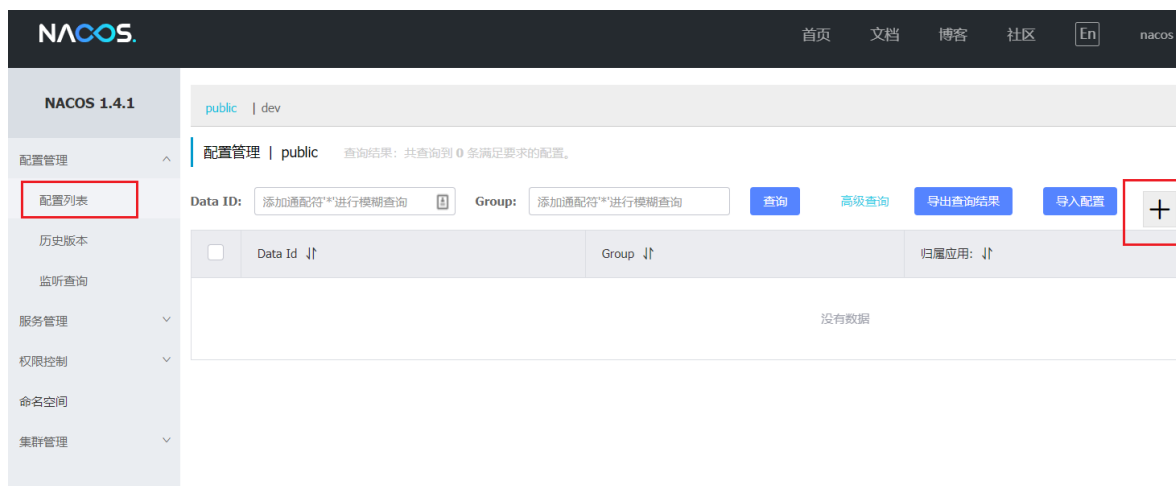 NACOS.
首页 文档 博客 社区 En nacos
NACOS 1.4.1
public | dev
配置管理 | public 查询结果：共查询到 0 条满足要求的配置。
配置管理
配置列表
历史版本
监听查询
服务管理
权限控制
命名空间
集群管理
Data ID: 添加通配符'*'进行模糊查询 Group: 添加通配符'*'进行模糊查询 查询 高级查询 导出查询结果 导入配置 +
Data Id Group 归属应用:
没有数据